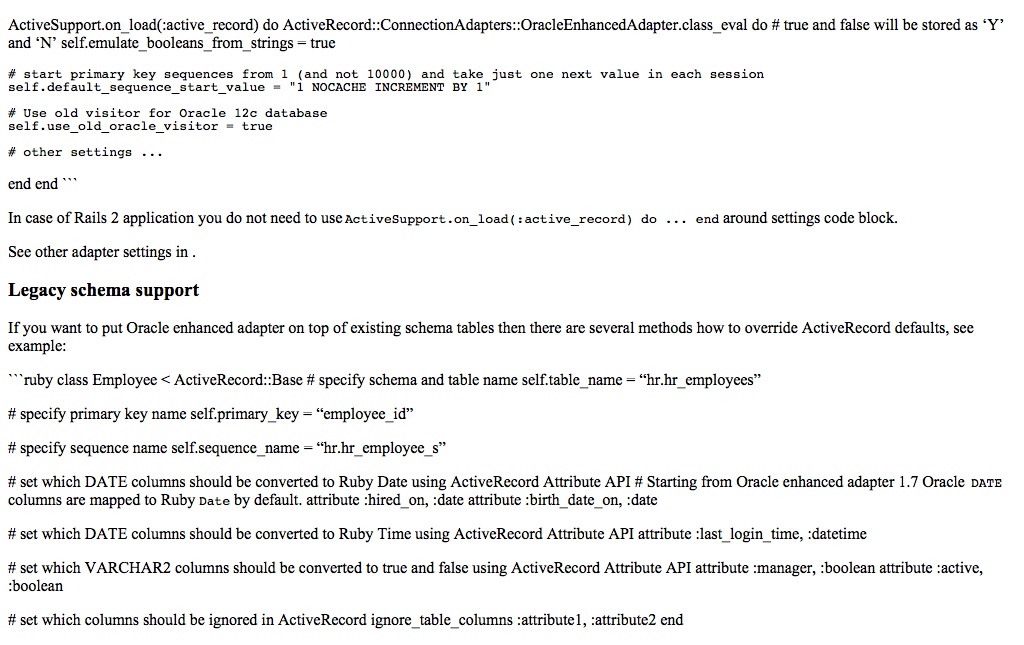 ActiveSupport.on_load(:active_record) do ActiveRecord::ConnectionAdapters::OracleEnhancedAdapter.class_eval do # true and false will be stored as ‘Y’
and ‘N’ self.emulate_booleans_from_strings = true
# start primary key sequences from 1 (and not 10000) and take just one next value in each session
self.default_sequence_start_value = "1 NOCACHE INCREMENT BY 1"
# Use old visitor for Oracle 12c database
self.use_old_oracle_visitor = true
# other settings ...
end end ```
In case of Rails 2 application you do not need to use ActiveSupport.on_load(:active_record) do ... end around settings code block.
See other adapter settings in .
Legacy schema support
If you want to put Oracle enhanced adapter on top of existing schema tables then there are several methods how to override ActiveRecord defaults, see
example:
```ruby class Employee < ActiveRecord::Base # specify schema and table name self.table_name = “hr.hr_employees”
# specify primary key name self.primary_key = “employee_id”
# specify sequence name self.sequence_name = “hr.hr_employee_s”
# set which DATE columns should be converted to Ruby Date using ActiveRecord Attribute API # Starting from Oracle enhanced adapter 1.7 Oracle DATE
columns are mapped to Ruby Date by default. attribute :hired_on, :date attribute :birth_date_on, :date
# set which DATE columns should be converted to Ruby Time using ActiveRecord Attribute API attribute :last_login_time, :datetime
# set which VARCHAR2 columns should be converted to true and false using ActiveRecord Attribute API attribute :manager, :boolean attribute :active,
:boolean
# set which columns should be ignored in ActiveRecord ignore_table_columns :attribute1, :attribute2 end